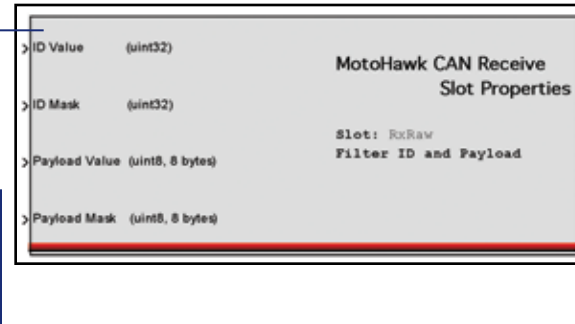 ID Value (uint32)
ID Mask (uint32)
Payload Value (uint8, 8 bytes)
Payload Mask (uint8, 8 bytes)
MotoHawk CAN Receive
Slot Properties
Slot: RxRaw
Filter ID and Payload